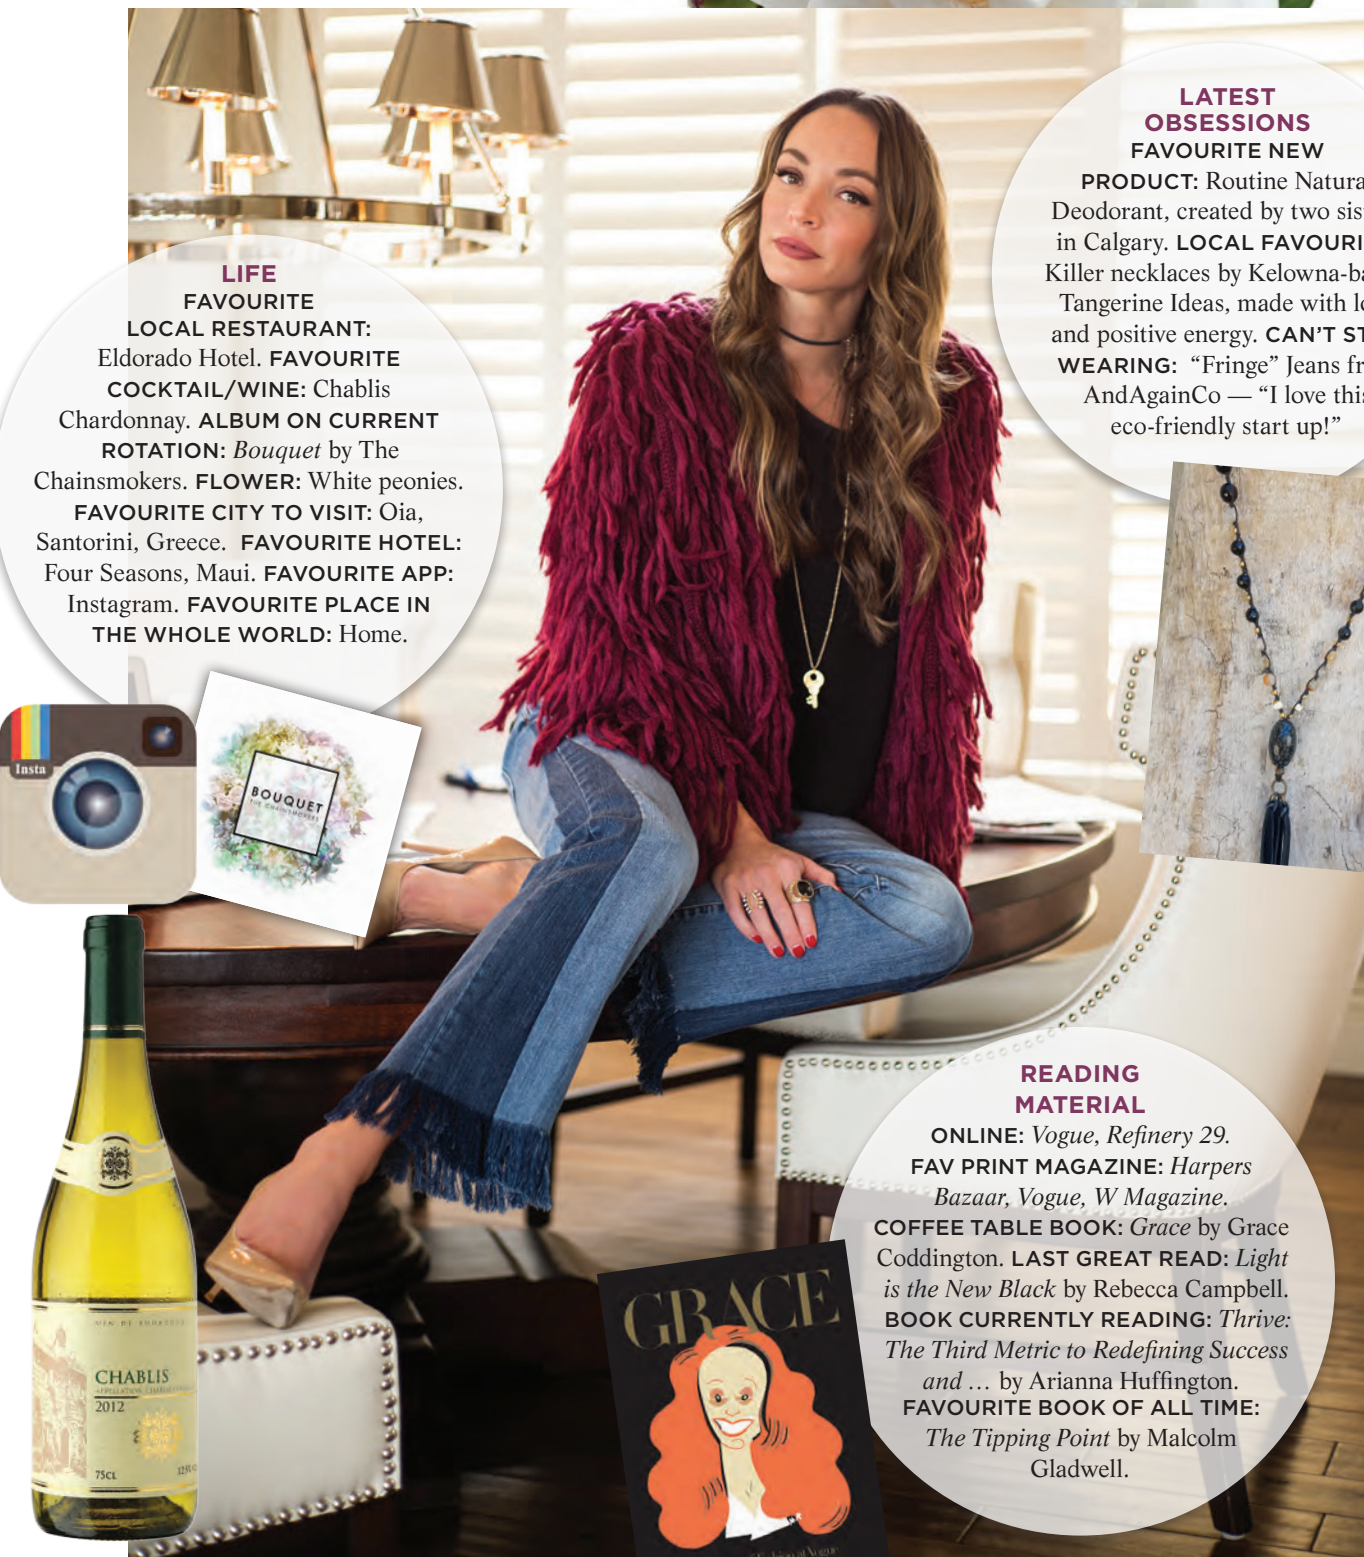 LIFE
FAVOURITE
LOCAL RESTAURANT:
Eldorado Hotel. FAVOURITE
COCKTAIL/WINE: Chablis
Chardonnay. ALBUM ON CURRENT
ROTATION: Bouquet by The
Chainsmokers. FLOWER: White peonies.
FAVOURITE CITY TO VISIT: Oia,
Santorini, Greece. FAVOURITE HOTEL:
Four Seasons, Maui. FAVOURITE APP:
Instagram. FAVOURITE PLACE IN
THE WHOLE WORLD: Home.
LATEST
OBSESSIONS
FAVOURITE NEW
PRODUCT: Routine Natura
Deodorant, created by two sis
in Calgary. LOCAL FAVOURI
Killer necklaces by Kelowna-ba
Tangerine Ideas, made with lo
and positive energy. CAN'T ST
WEARING: “Fringe” Jeans fr
AndAgainCo — “I love this
eco-friendly start up!”
Insta
BOUQUET
THE CHAINSMOKERS
CHABLIS
2012
75CL
READING
MATERIAL
ONLINE: Vogue, Refinery 29.
FAV PRINT MAGAZINE: Harpers
Bazaar, Vogue, W Magazine.
COFFEE TABLE BOOK: Grace by Grace
Coddington. LAST GREAT READ: Light
is the New Black by Rebecca Campbell.
BOOK CURRENTLY READING: Thrive:
The Third Metric to Redefining Success
and … by Arianna Huffington.
FAVOURITE BOOK OF ALL TIME:
The Tipping Point by Malcolm
Gladwell.
GRACE